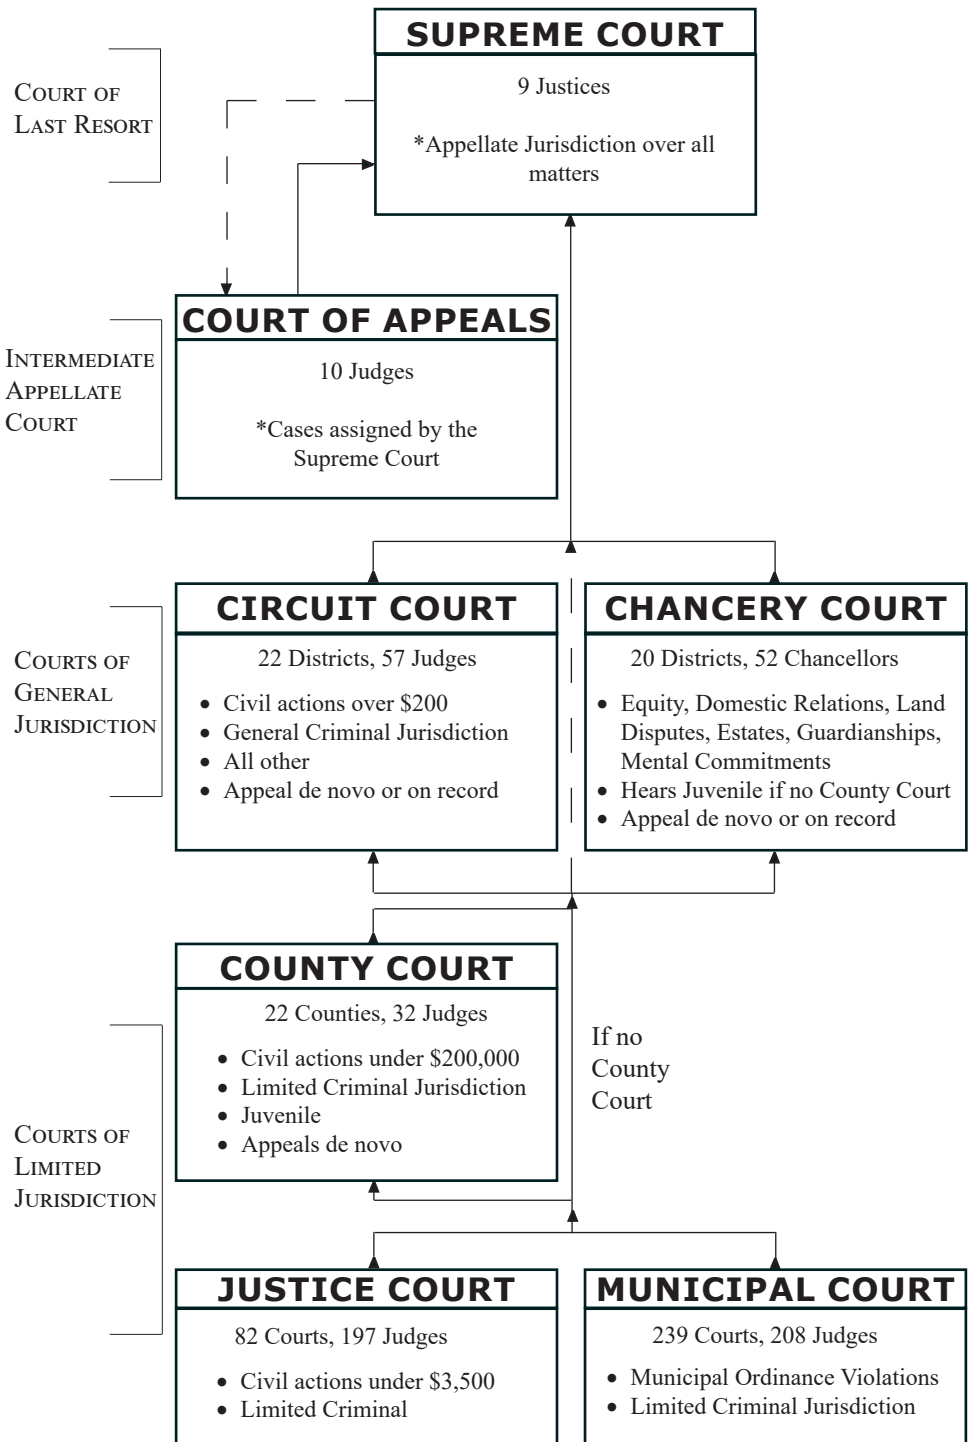 SUPREME COURT
9 Justices
*Appellate Jurisdiction over all
matters
COURT OF
LAST RESORT
COURT OF APPEALS
10 Judges
*Cases assigned by the
Supreme Court
INTERMEDIATE
APPELLATE
COURT
CIRCUIT COURT
22 Districts, 57 Judges
• Civil actions over $200
• General Criminal Jurisdiction
• All other
• Appeal de novo or on record
CHANCERY COURT
20 Districts, 52 Chancellors
• Equity, Domestic Relations, Land
Disputes, Estates, Guardianships,
Mental Commitments
• Hears Juvenile if no County Court
• Appeal de novo or on record
COURTS OF
GENERAL
JURISDICTION
COUNTY COURT
22 Counties, 32 Judges
• Civil actions under $200,000
• Limited Criminal Jurisdiction
• Juvenile
• Appeals de novo
If no
County
Court
COURTS OF
LIMITED
JURISDICTION
JUSTICE COURT
82 Courts, 197 Judges
• Civil actions under $3,500
• Limited Criminal
MUNICIPAL COURT
239 Courts, 208 Judges
• Municipal Ordinance Violations
• Limited Criminal Jurisdiction